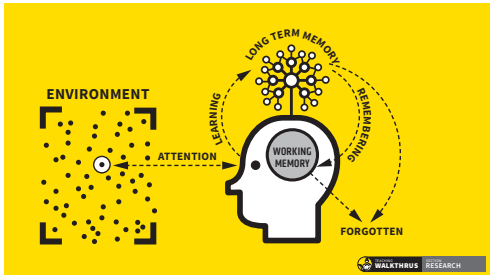 LONG TERM MEMORY
ENVIRONMENT
LEARNING
REMEMBERING
ATTENTION
WORKING
MEMORY
FORGOTTEN
TEACHING
WALKTHRUS
SECTION
RESEARCH